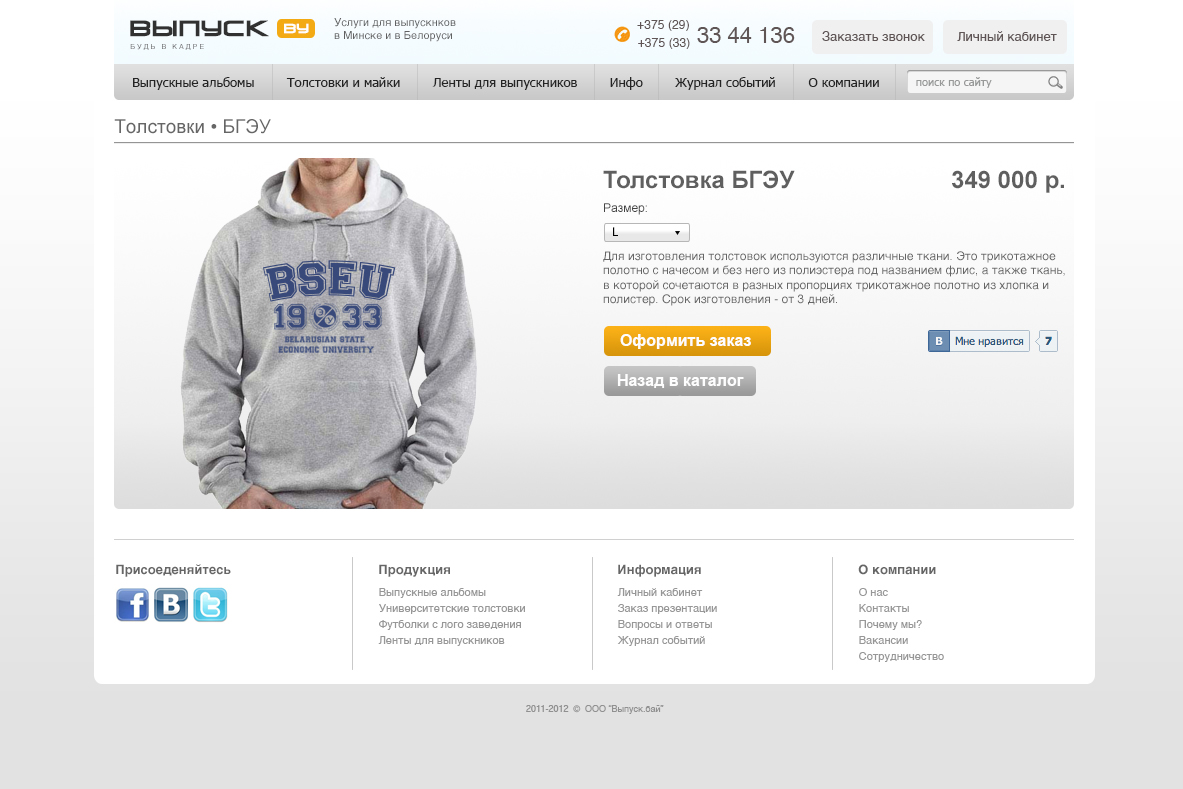 ВЫПУСК BY
БУДЬ В КАДРЕ
Услуги для выпускнков
в Минске и в Белоруси
+375 (29)
+375 (33)
33 44 136
Заказать звонок
Личный кабинет
Выпускные альбомы
Толстовки и майки
Ленты для выпускников
Инфо
Журнал событий
О компании
поиск по сайту
Толстовки • БГЭУ
BSEU
19 33
BELARUSIAN STATE
ECONOMIC UNIVERSITY
Толстовка БГЭУ
349 000 р.
Размер:
L
Для изготовления толстовок используются различные ткани. Это трикотажное
полотно с начесом и без него из полиэстера под названием флис, а также ткань,
в которой сочетаются в разных пропорциях трикотажное полотно из хлопка и
полистер. Срок изготовления - от 3 дней.
Оформить заказ
В Мне нравится 7
Назад в каталог
Присоеденяйтесь
f В t
Продукция
Выпускные альбомы
Университетские толстовки
Футболки с лого заведения
Ленты для выпускников
Информация
Личный кабинет
Заказ презентации
Вопросы и ответы
Журнал событий
О компании
О нас
Контакты
Почему мы?
Вакансии
Сотрудничество
2011-2012 © ООО "Выпуск.бай"